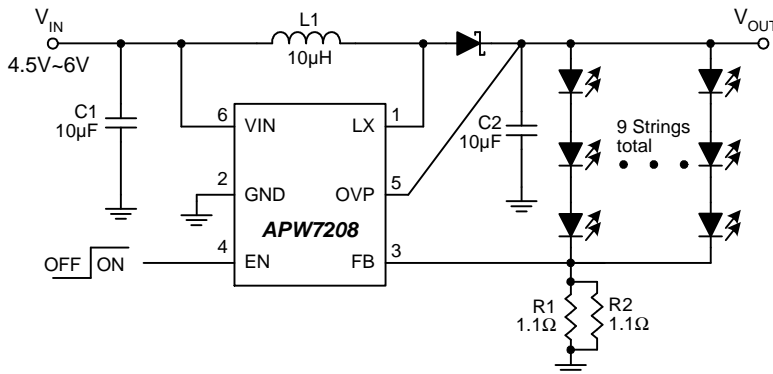 VIN
4.5V~6V
L1
10µH
VOUT
C1
10µF
6
VIN
LX
1
C2
10µF
9 Strings
total
2
GND
OVP
5
APW7208
OFF
ON
4
EN
FB
3
R1
1.1Ω
R2
1.1Ω